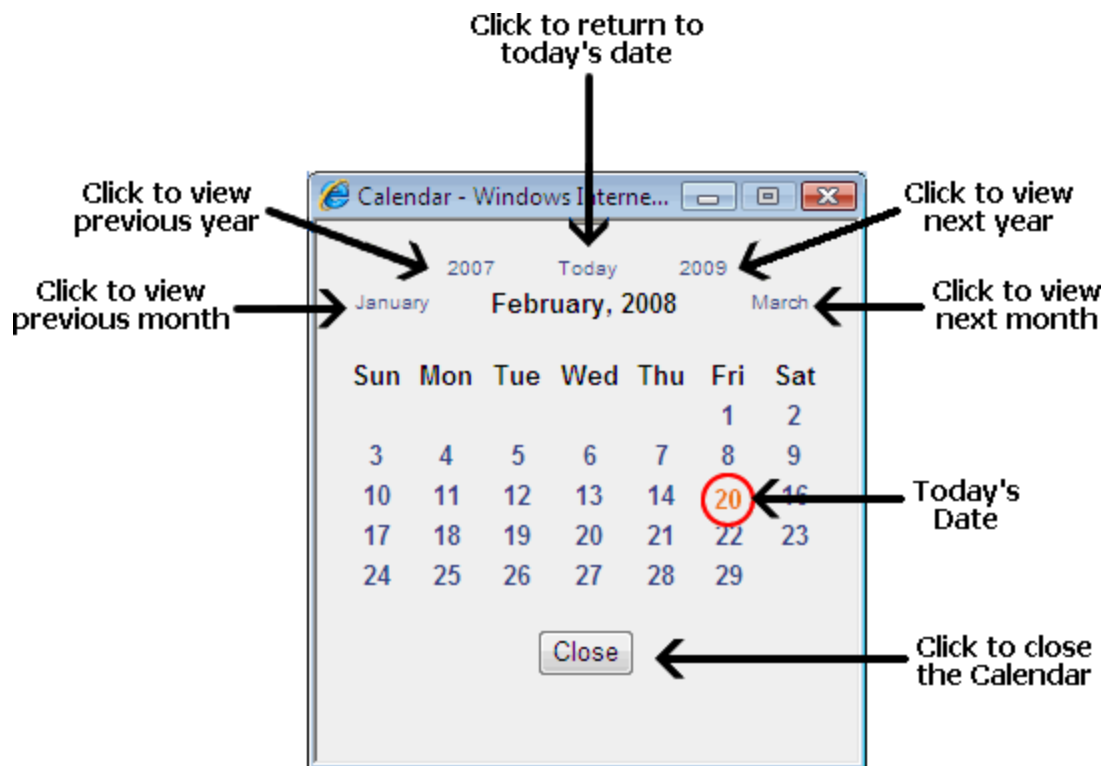 Click to return to
today's date
Calendar - Windows Interne...
Click to view
previous year
Click to view
next year
2007 Today 2009
Click to view
previous month
January February, 2008 March
Click to view
next month
Sun Mon Tue Wed Thu Fri Sat
1 2
3 4 5 6 7 8 9
10 11 12 13 14 20 16
Today's
Date
17 18 19 20 21 22 23
24 25 26 27 28 29
Close
Click to close
the Calendar